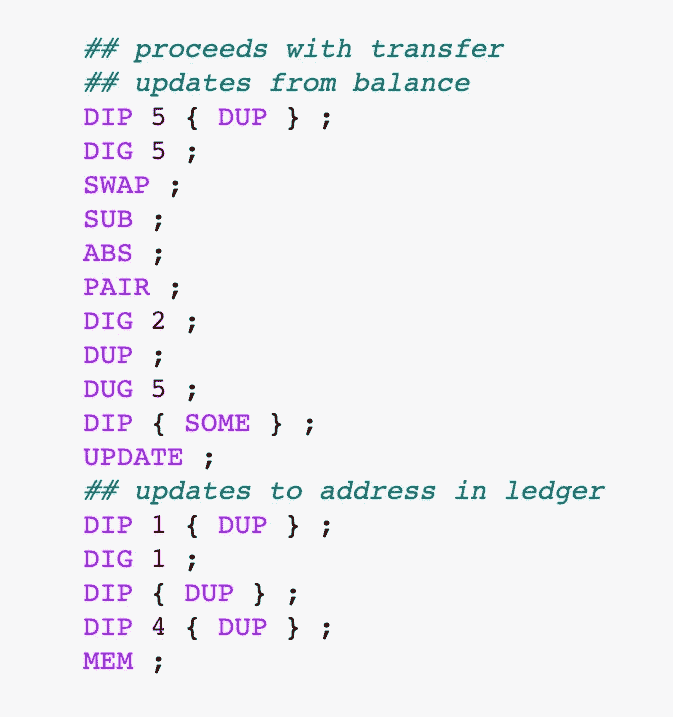 ## proceeds with transfer
## updates from balance
DIP 5 { DUP } ;
DIG 5 ;
SWAP ;
SUB ;
ABS ;
PAIR ;
DIG 2 ;
DUP ;
DUG 5 ;
DIP { SOME } ;
UPDATE ;
## updates to address in ledger
DIP 1 { DUP } ;
DIG 1 ;
DIP { DUP } ;
DIP 4 { DUP } ;
MEM ;